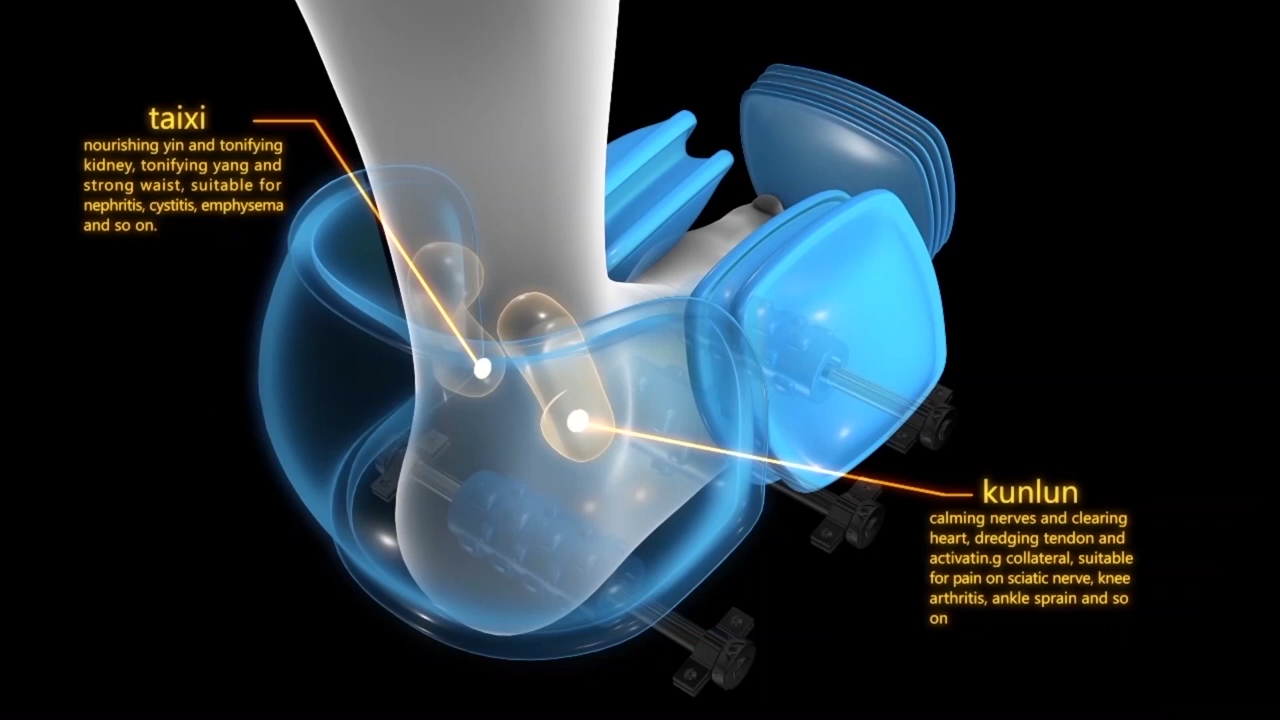 taixi
nourishing yin and tonifying
kidney, tonifying yang and
strong waist, suitable for
nephritis, cystitis, emphysema
and so on.
kunlun
calming nerves and clearing
heart, dredging tendon and
activatin.g collateral, suitable
for pain on sciatic nerve, knee
arthritis, ankle sprain and so
on